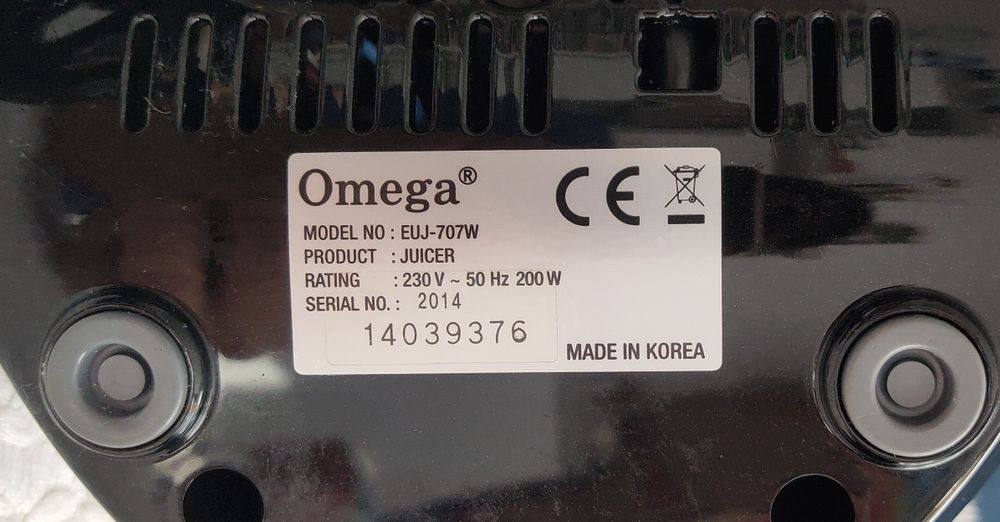 Omega®
CE
MODEL NO : EUJ-707W
PRODUCT : JUICER
RATING : 230 V ~ 50 Hz 200 W
SERIAL NO. : 2014
14039376
MADE IN KOREA